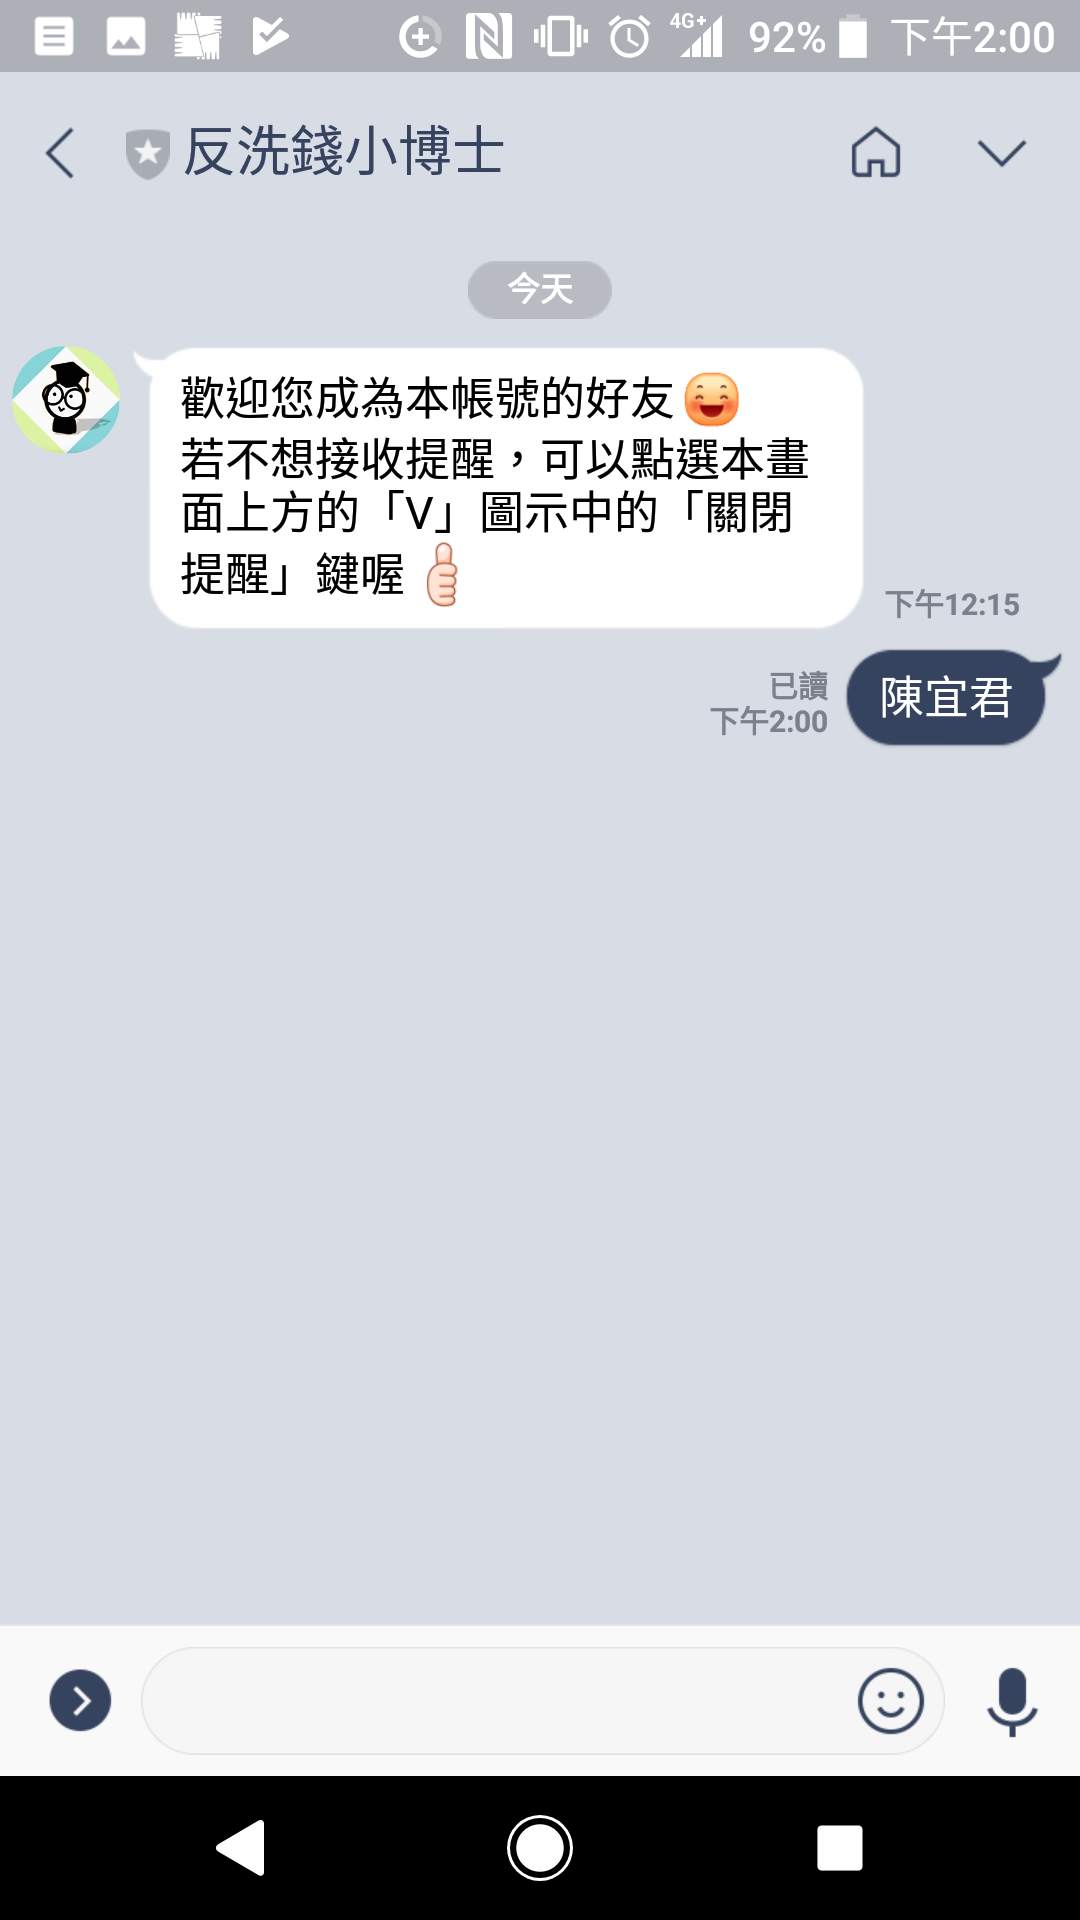 4G+ 92% 下午2:00
反洗錢小博士
今天
歡迎您成為本帳號的好友
若不想接收提醒，可以點選本畫
面上方的「V」圖示中的「關閉
提醒」鍵喔
下午12:15
已讀
下午2:00
陳宜君